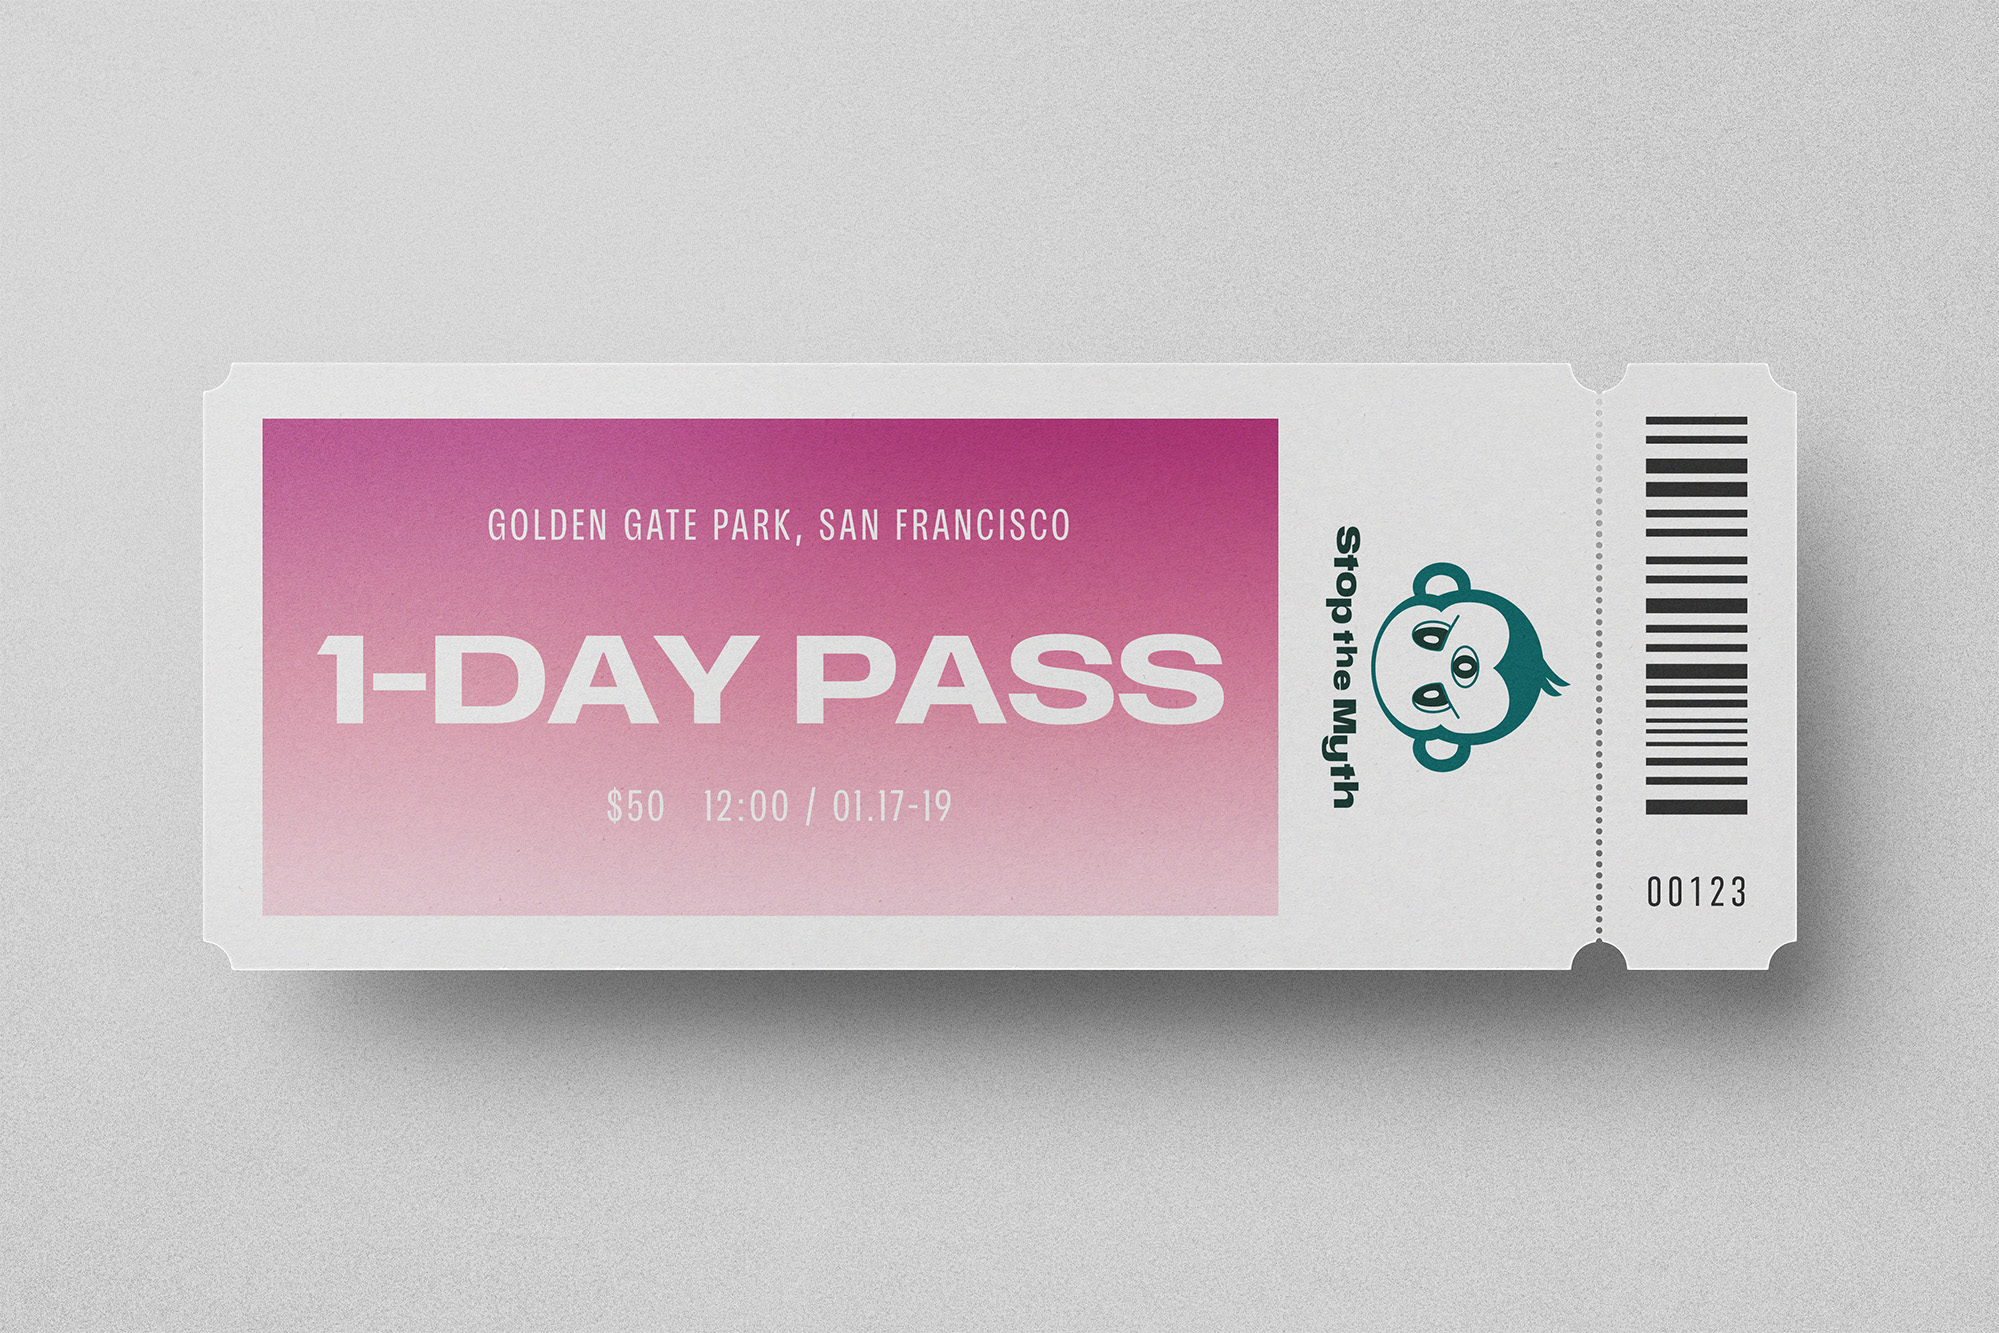 GOLDEN GATE PARK, SAN FRANCISCO
1-DAY PASS
$50 12:00 / 01.17-19
Stop the Myth
00123